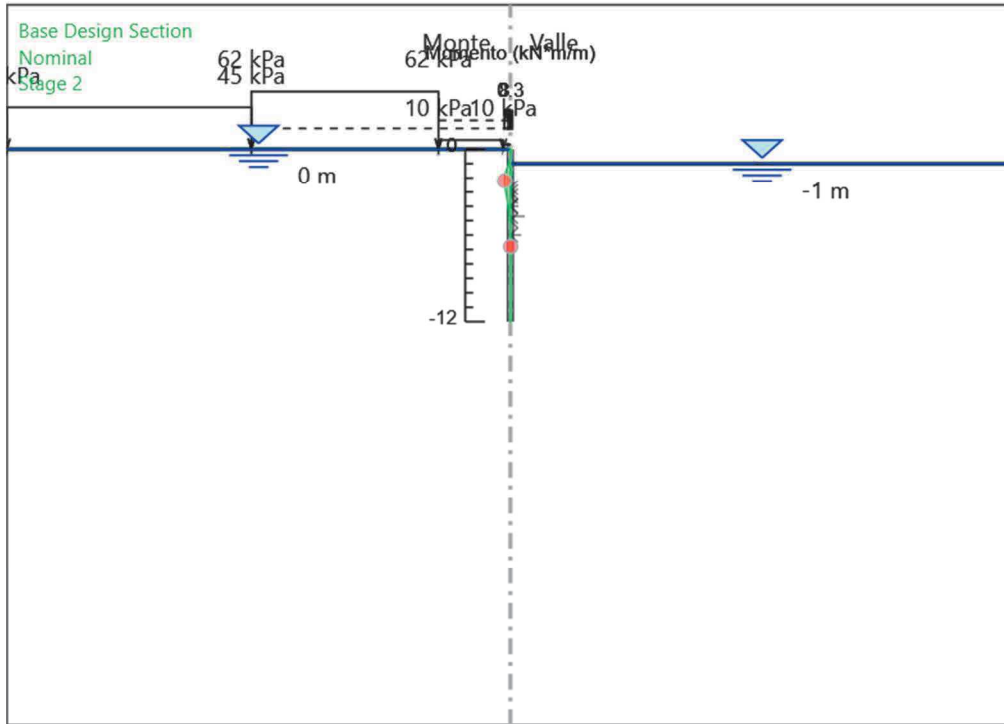 Base Design Section
Nominal
Stage 2
Monte Valle
Momento (kN*m/m)
kPa
62 kPa
45 kPa
62 kPa
10 kPa
10 kPa
0
0 m
-1 m
-12